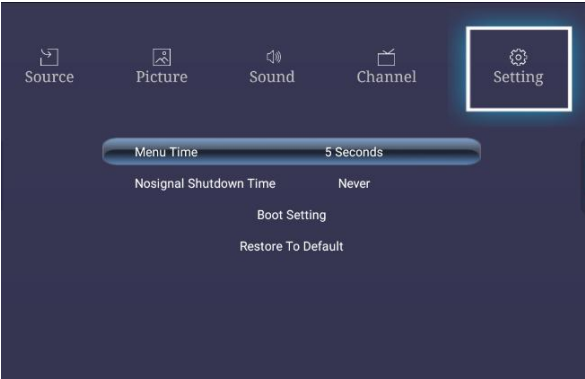 Source Picture Sound Channel Setting
Menu Time 5 Seconds
Nosignal Shutdown Time Never
Boot Setting
Restore To Default